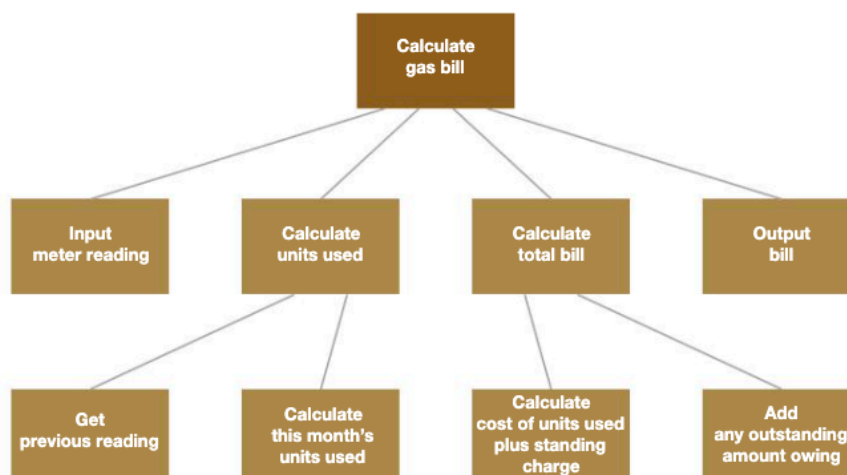 Calculate
gas bill
Input
meter reading
Calculate
units used
Calculate
total bill
Output
bill
Get
previous reading
Calculate
this month's
units used
Calculate
cost of units used
plus standing
charge
Add
any outstanding
amount owing